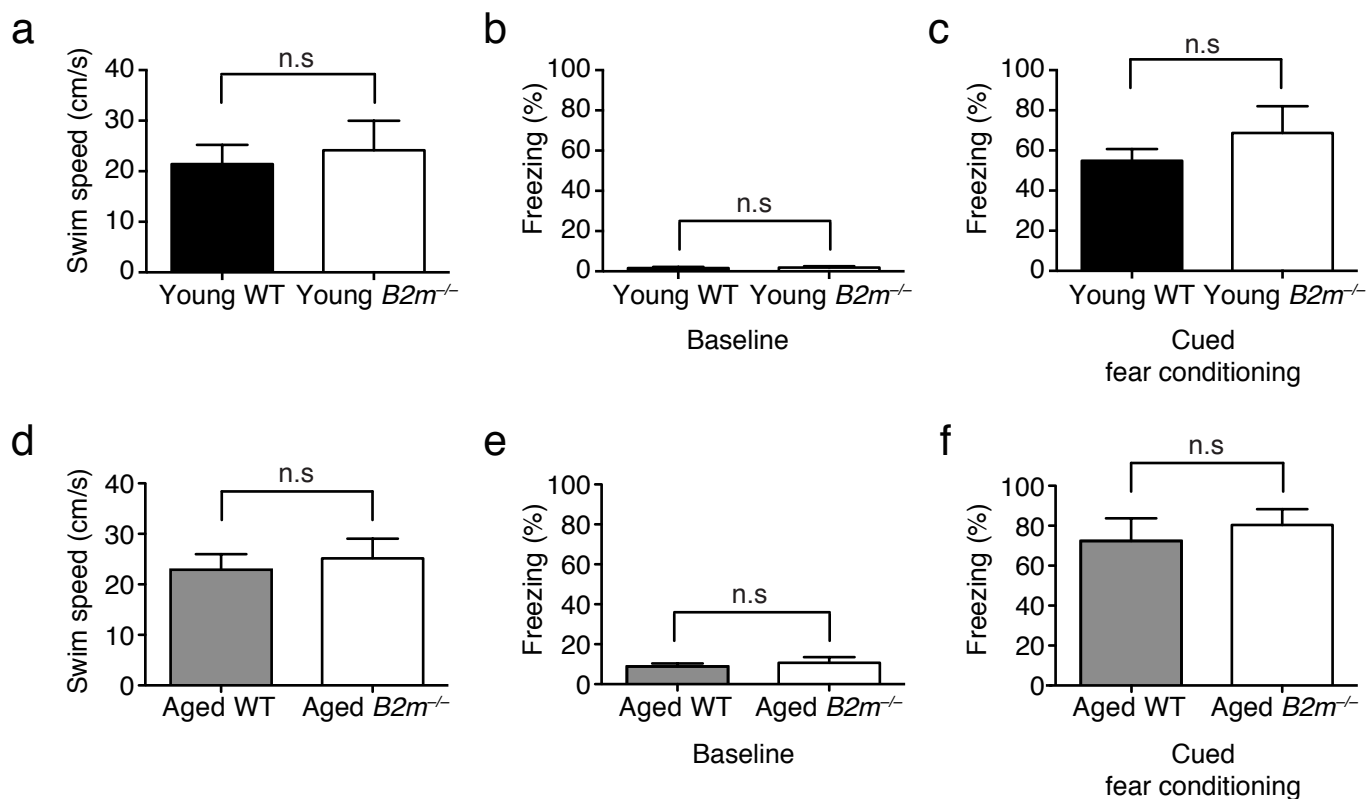 a
n.s
Swim speed (cm/s)
40
30
20
10
0
Young WT Young B2m–/–
b
n.s
Freezing (%)
100
80
60
40
20
0
Young WT Young B2m–/–
Baseline
c
n.s
Freezing (%)
100
80
60
40
20
0
Young WT Young B2m–/–
Cued
fear conditioning
d
n.s
Swim speed (cm/s)
40
30
20
10
0
Aged WT Aged B2m–/–
e
n.s
Freezing (%)
100
80
60
40
20
0
Aged WT Aged B2m–/–
Baseline
f
n.s
Freezing (%)
100
80
60
40
20
0
Aged WT Aged B2m–/–
Cued
fear conditioning